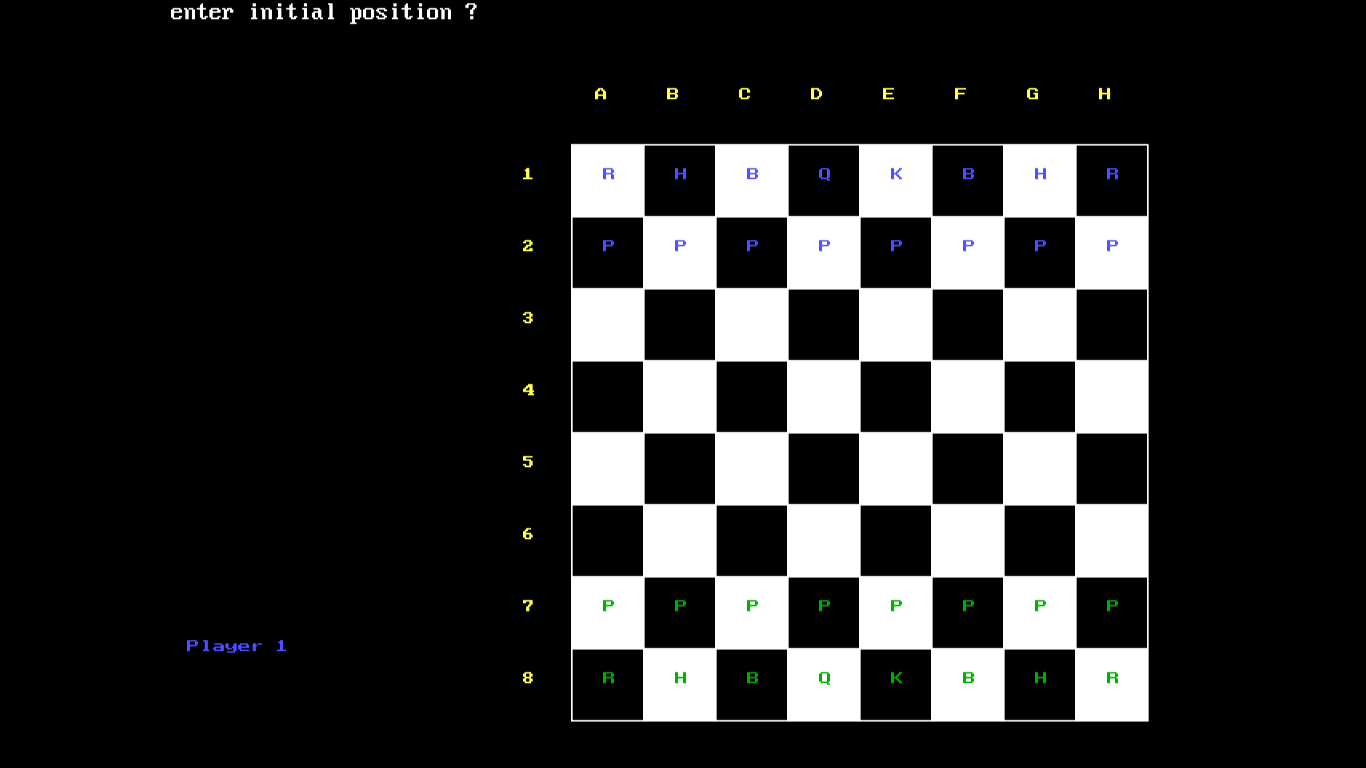 enter initial position ?
A B C D E F G H
1 R H B Q K B H R
2 P P P P P P P P
3
4
5
6
7 P P P P P P P P
Player 1
8 R H B Q K B H R